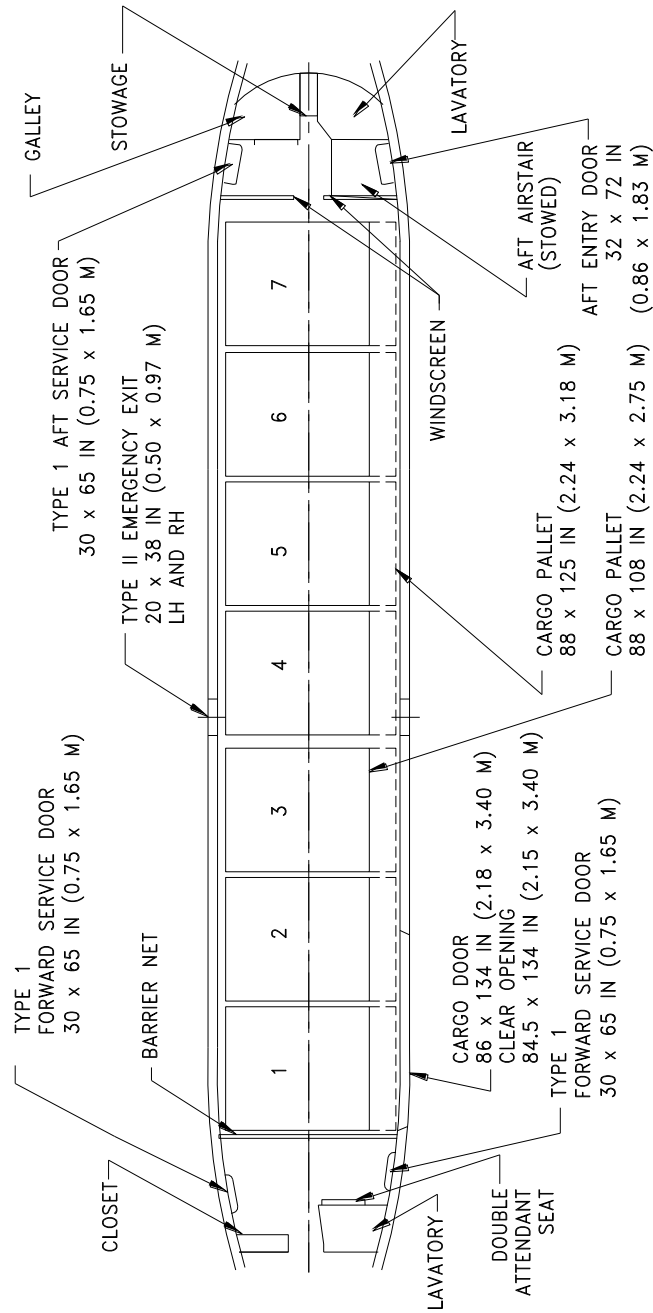 TYPE 1
FORWARD SERVICE DOOR
30 x 65 IN (0.75 x 1.65 M)
TYPE 1 AFT SERVICE DOOR
30 x 65 IN (0.75 x 1.65 M)
TYPE II EMERGENCY EXIT
20 x 38 IN (0.50 x 0.97 M)
LH AND RH
GALLEY
STOWAGE
BARRIER NET
CLOSET
1
2
3
4
5
6
7
LAVATORY
DOUBLE
ATTENDANT
SEAT
CARGO DOOR
86 x 134 IN (2.18 x 3.40 M)
CLEAR OPENING
84.5 x 134 IN (2.15 x 3.40 M)
TYPE 1
FORWARD SERVICE DOOR
30 x 65 IN (0.75 x 1.65 M)
CARGO PALLET
88 x 125 IN (2.24 x 3.18 M)
CARGO PALLET
88 x 108 IN (2.24 x 2.75 M)
WINDSCREEN
AFT AIRSTAIR
(STOWED)
AFT ENTRY DOOR
32 x 72 IN
(0.86 x 1.83 M)
LAVATORY